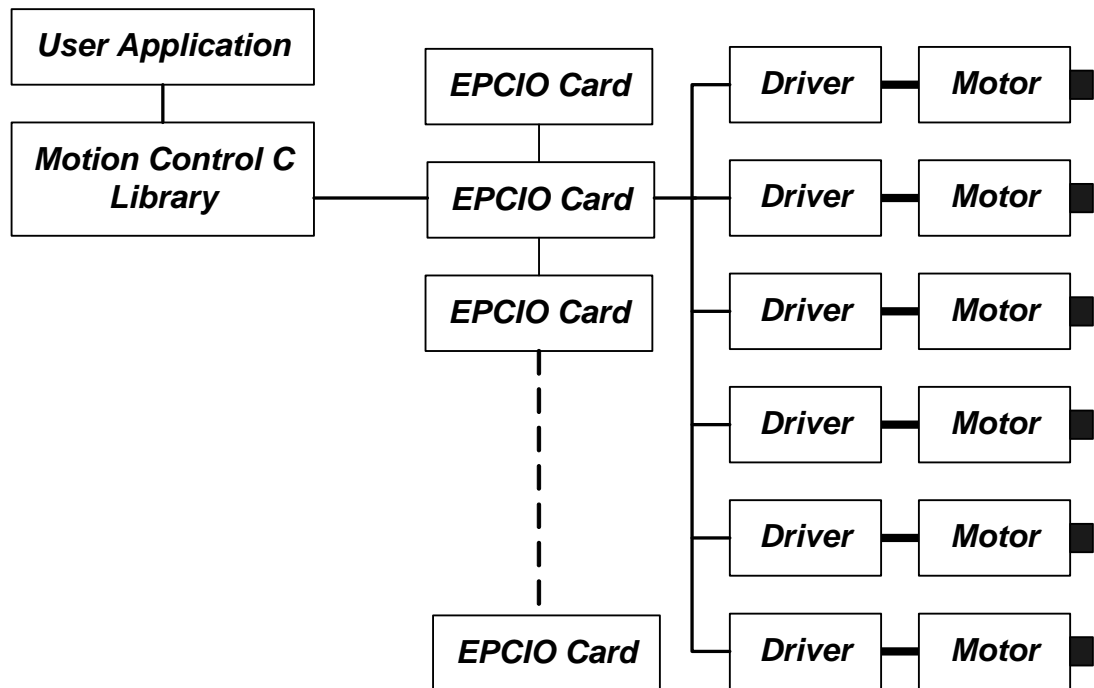 User Application
Motion Control C
Library
EPCIO Card
EPCIO Card
EPCIO Card
EPCIO Card
Driver
Motor
Driver
Motor
Driver
Motor
Driver
Motor
Driver
Motor
Driver
Motor